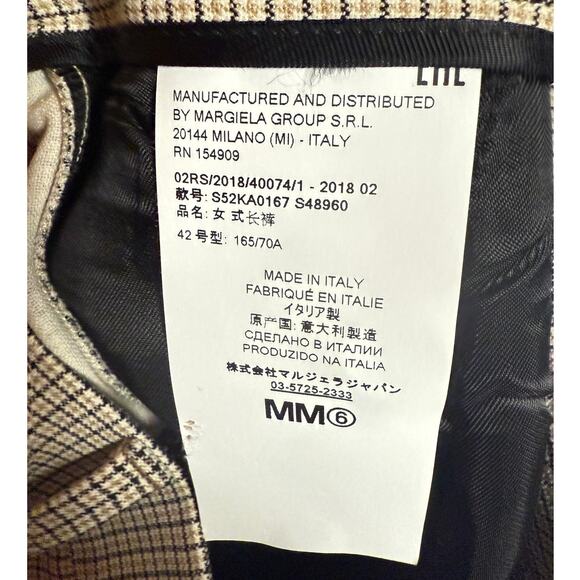 EAC
MANUFACTURED AND DISTRIBUTED
BY MARGIELA GROUP S.R.L.
20144 MILANO (MI) - ITALY
RN 154909
02RS/2018/40074/1 - 2018 02
款号: S52KA0167 S48960
品名: 女 式长裤
42 号型: 165/70A
MADE IN ITALY
FABRIQUÉ EN ITALIE
イタリア製
原产国: 意大利製造
СДЕЛАНО В ИТАЛИИ
PRODUZIDO NA ITALIA
株式会社マルジェラジャパン
03-5725-2333
MM⑥